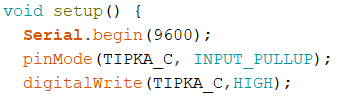 void setup() {
  Serial.begin(9600);
  pinMode(TIPKA_C, INPUT_PULLUP);
  digitalWrite(TIPKA_C,HIGH);